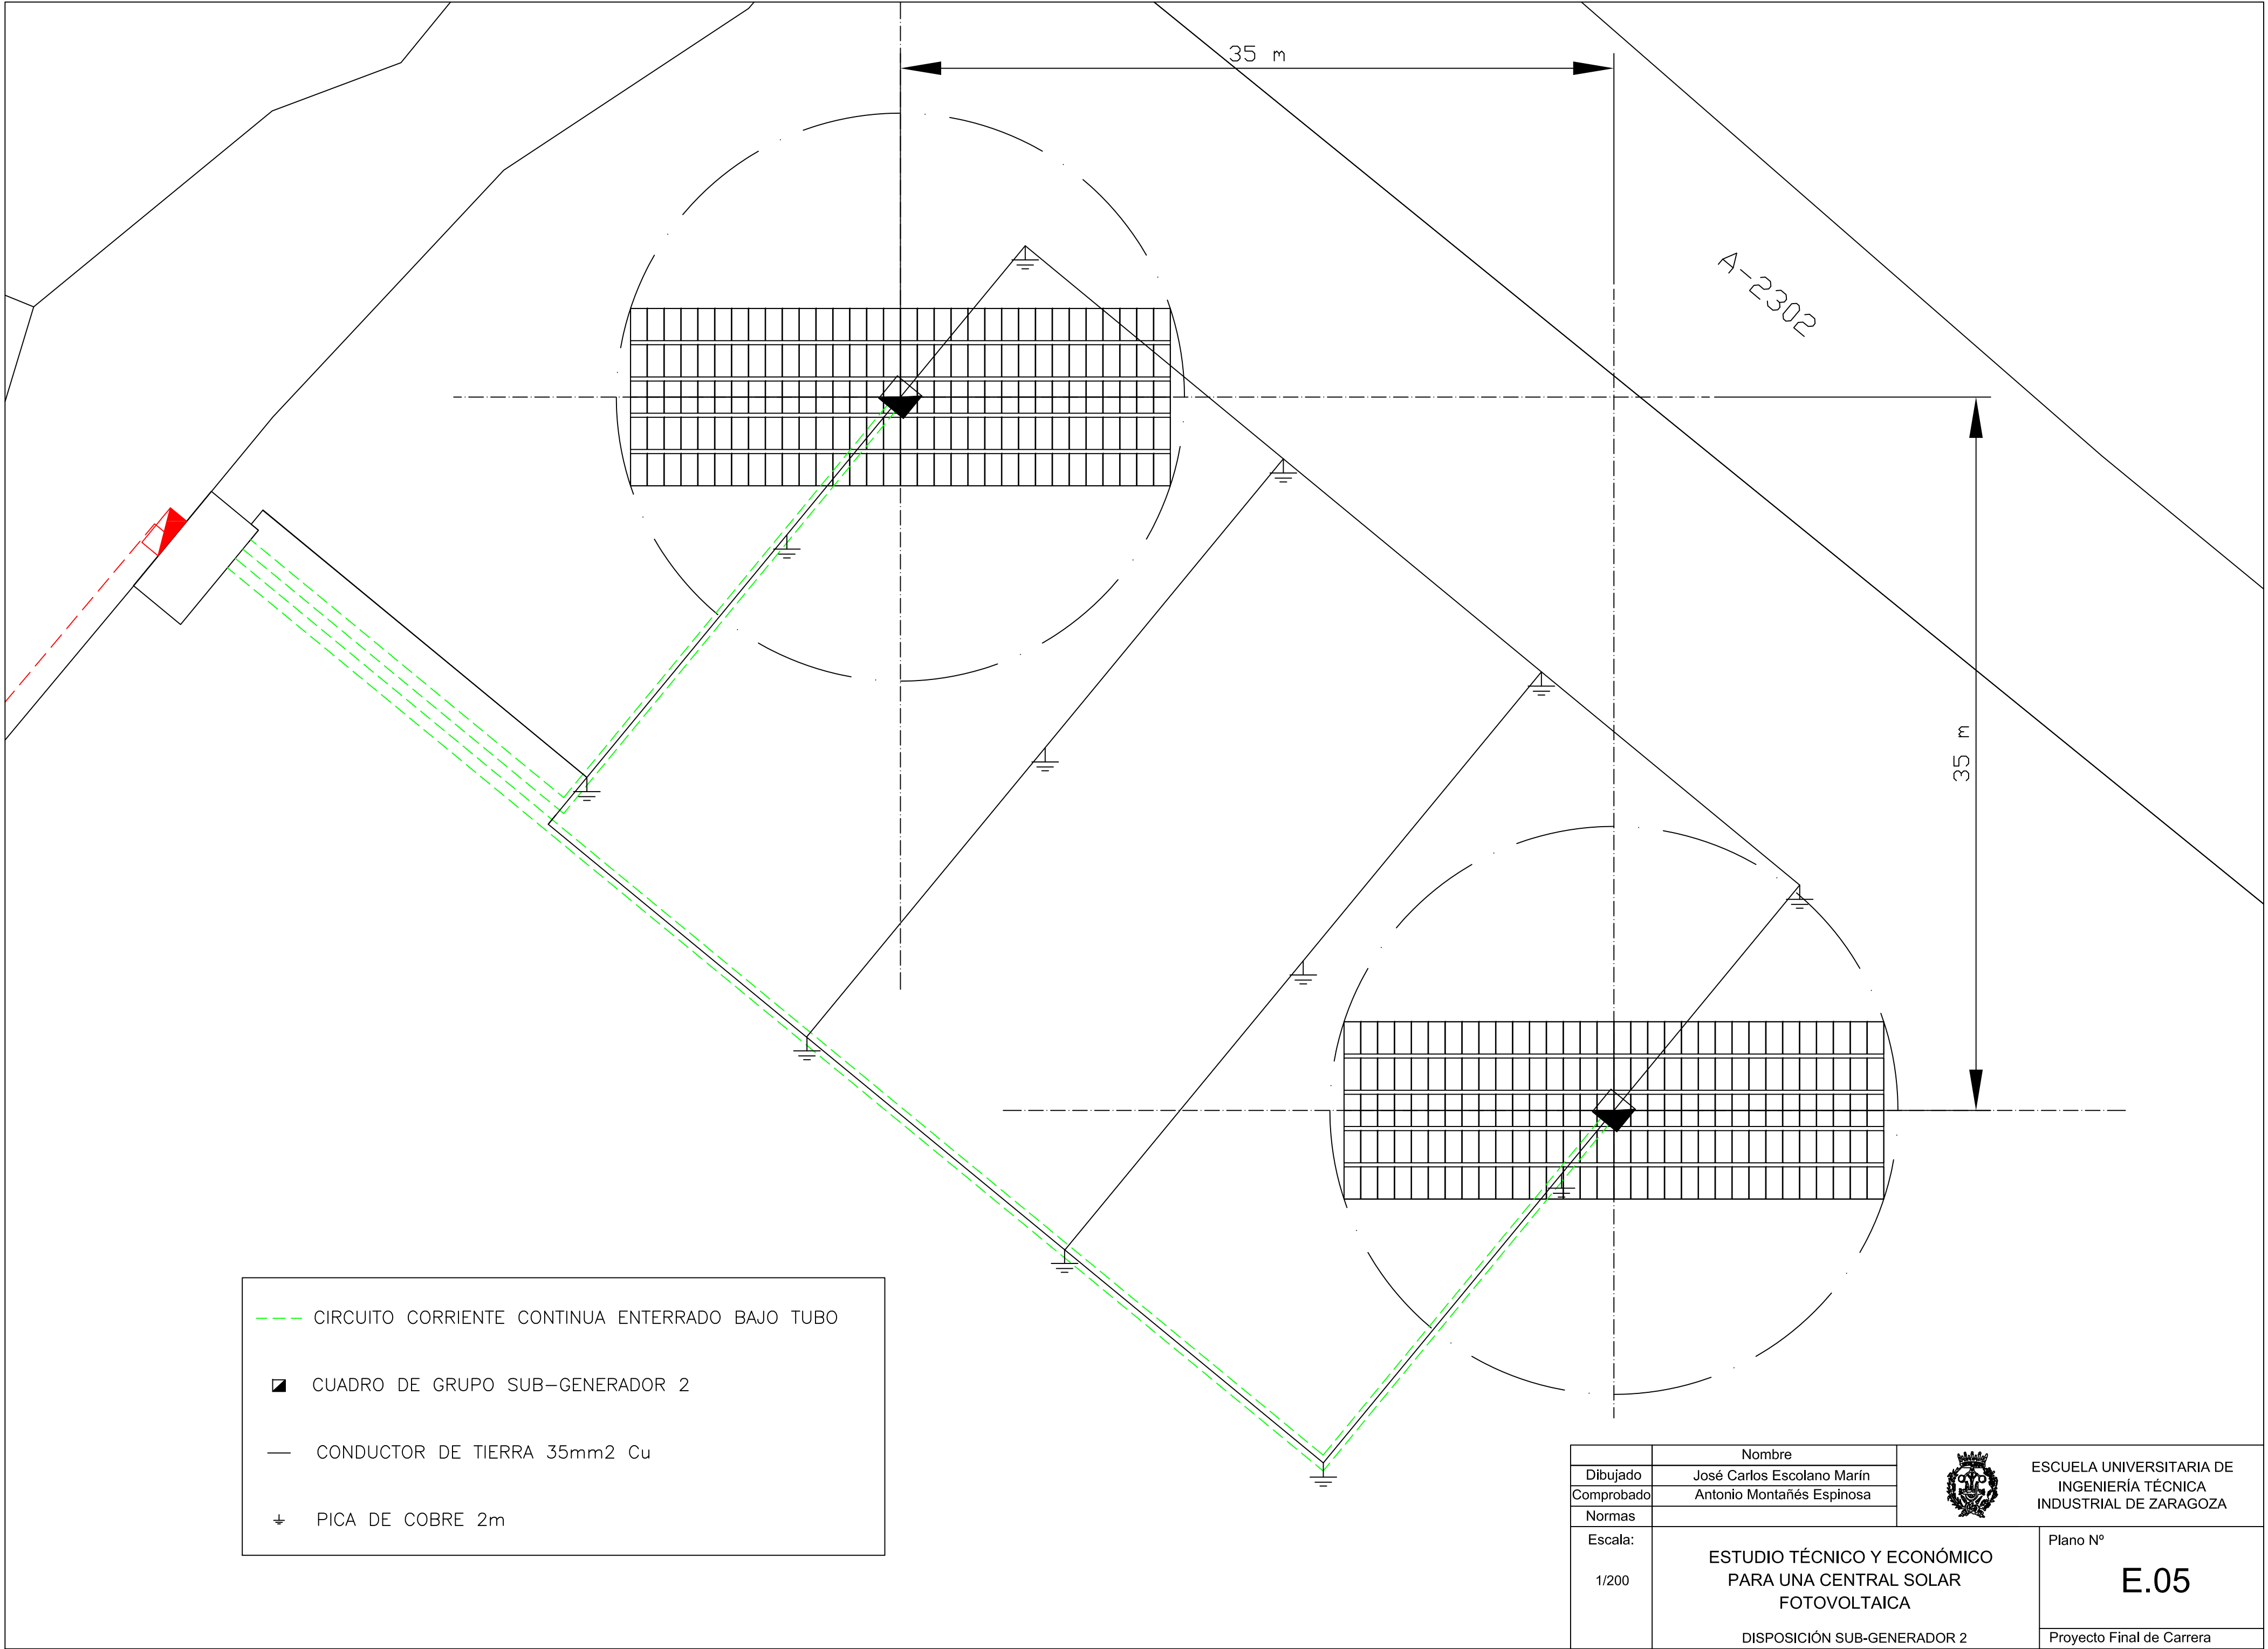 35 m
A-2302
35 m
CIRCUITO CORRIENTE CONTINUA ENTERRADO BAJO TUBO
CUADRO DE GRUPO SUB-GENERADOR 2
CONDUCTOR DE TIERRA 35mm2 Cu
PICA DE COBRE 2m
Nombre
Dibujado José Carlos Escolano Marín
Comprobado Antonio Montañés Espinosa
Normas
ESCUELA UNIVERSITARIA DE
INGENIERÍA TÉCNICA
INDUSTRIAL DE ZARAGOZA
Escala:
1/200
ESTUDIO TÉCNICO Y ECONÓMICO
PARA UNA CENTRAL SOLAR
FOTOVOLTAICA
DISPOSICIÓN SUB-GENERADOR 2
Plano Nº
E.05
Proyecto Final de Carrera